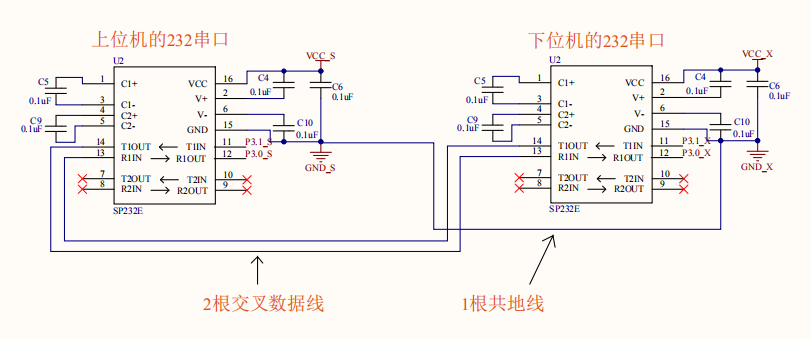 上位机的232串口
下位机的232串口
U2
VCC_S
C5
0.1uF
C9
0.1uF
1
3
4
5
14
13
7
8
C1+
C1-
C2+
C2-
T1OUT
R1IN
T2OUT
R2IN
VCC
V+
V-
GND
T1IN
R1OUT
T2IN
R2OUT
16
2
6
15
11
12
10
9
P3.1_S
P3.0_S
C4
0.1uF
C6
0.1uF
C10
0.1uF
GND_S
SP232E
U2
VCC_X
C5
0.1uF
C9
0.1uF
1
3
4
5
14
13
7
8
C1+
C1-
C2+
C2-
T1OUT
R1IN
T2OUT
R2IN
VCC
V+
V-
GND
T1IN
R1OUT
T2IN
R2OUT
16
2
6
15
11
12
10
9
P3.1_X
P3.0_X
C4
0.1uF
C6
0.1uF
C10
0.1uF
GND_X
SP232E
2根交叉数据线
1根共地线